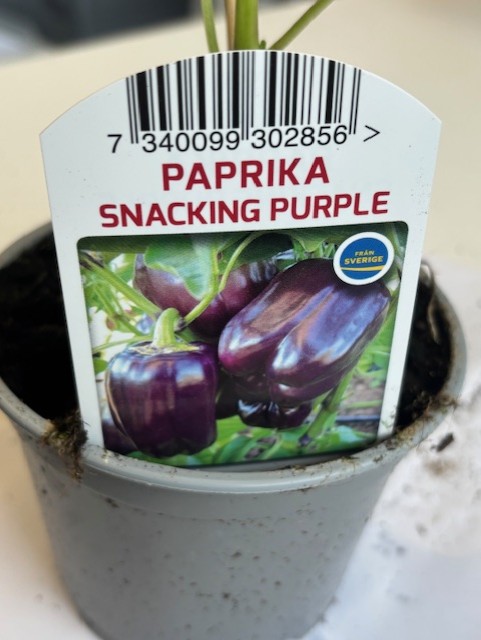 7 340099 302856 >
PAPRIKA
SNACKING PURPLE
FRÅN
SVERIGE